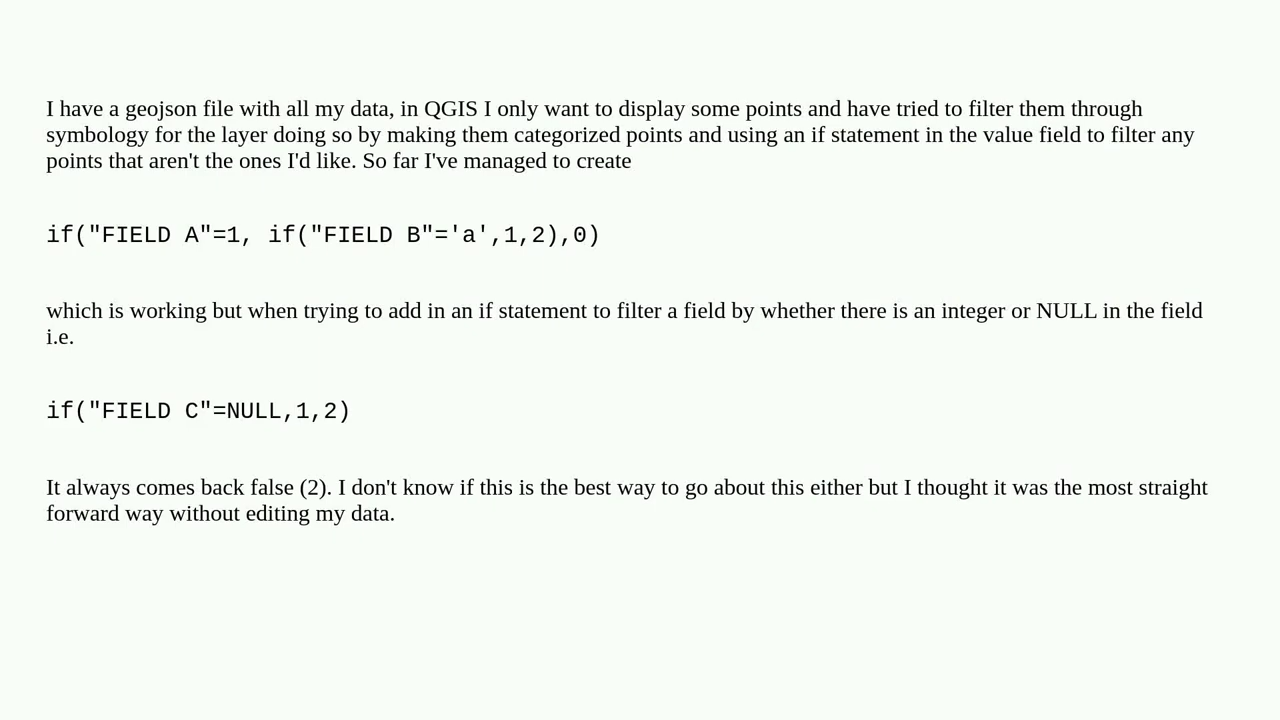 I have a geojson file with all my data, in QGIS I only want to display some points and have tried to filter them through
symbology for the layer doing so by making them categorized points and using an if statement in the value field to filter any
points that aren't the ones I'd like. So far I've managed to create
if("FIELD A"=1, if("FIELD B"='a',1,2),0)
which is working but when trying to add in an if statement to filter a field by whether there is an integer or NULL in the field
i.e.
if("FIELD C"=NULL,1,2)
It always comes back false (2). I don't know if this is the best way to go about this either but I thought it was the most straight
forward way without editing my data.